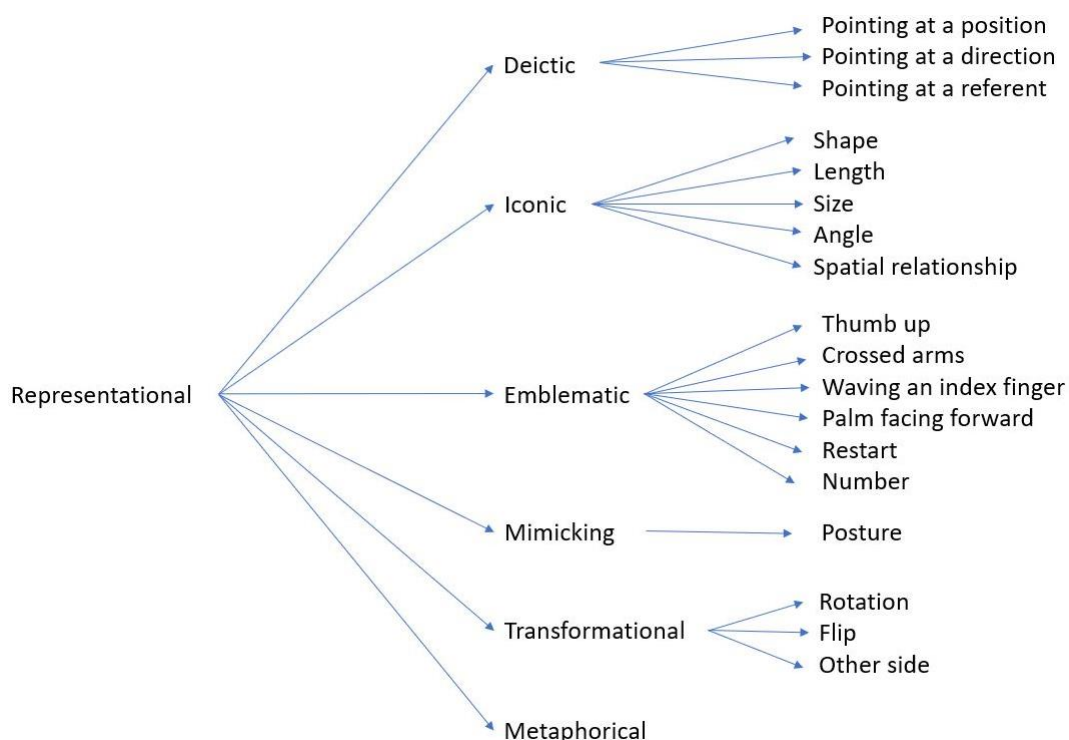 Representational
Deictic
Pointing at a position
Pointing at a direction
Pointing at a referent
Iconic
Shape
Length
Size
Angle
Spatial relationship
Emblematic
Thumb up
Crossed arms
Waving an index finger
Palm facing forward
Restart
Number
Mimicking
Posture
Transformational
Rotation
Flip
Other side
Metaphorical